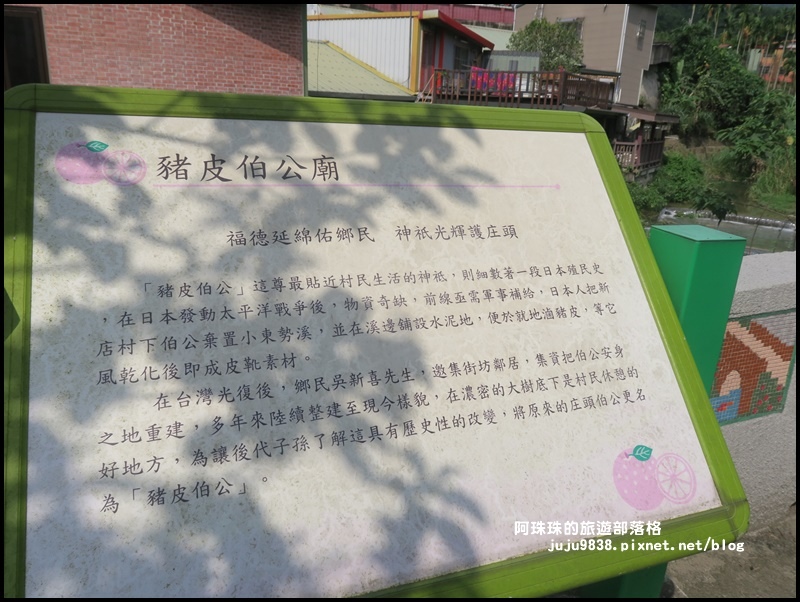 豬皮伯公廟
福德延綿佑鄉民　神祇光輝護庄頭
「豬皮伯公」這尊最貼近村民生活的神祇，則細數著一段日本殖民史
，在日本發動太平洋戰爭後，物資奇缺，前線亟需軍事補給，日本人把新
店村下伯公棄置小東勢溪，並在溪邊舖設水泥地，便於就地滷豬皮，等它
風乾化後即成皮靴素材。
在台灣光復後，鄉民吳新喜先生，邀集街坊鄰居，集資把伯公安身
之地重建，多年來陸續整建至現今樣貌，在濃密的大樹底下是村民休憩的
好地方，為讓後代子孫了解這具有歷史性的改變，將原來的庄頭伯公更名
為「豬皮伯公」。
阿珠珠的旅遊部落格
juju9838.pixnet.net/blog